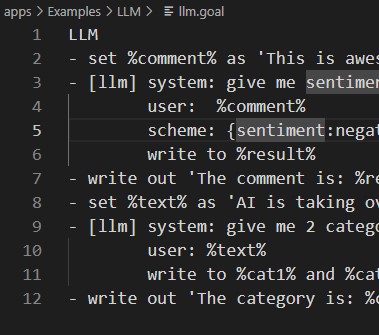 apps > Examples > LLM > llm.goal
1 LLM
2 - set %comment% as 'This is awes
3 - [llm] system: give me sentimen
4 user:  %comment%
5 scheme: {sentiment:negat
6 write to %result%
7 - write out 'The comment is: %re
8 - set %text% as 'AI is taking ov
9 - [llm] system: give me 2 catego
10 user: %text%
11 write to %cat1% and %cat
12 - write out 'The category is: %c